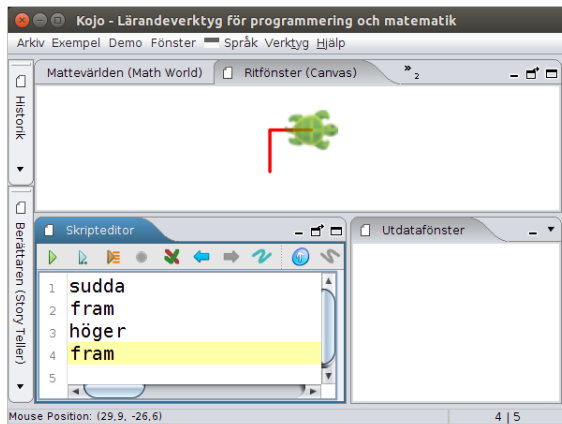 Kojo - Lärandeverktyg för programmering och matematik
Arkiv Exempel Demo Fönster Språk Verktyg Hjälp
Mattevärlden (Math World) Ritfönster (Canvas) » 2
Historik
Berättaren (Story Teller)
Skripteditor
Utdatafönster
1 sudda
2 fram
3 höger
4 fram
5
Mouse Position: (29,9, -26,6) 4 | 5